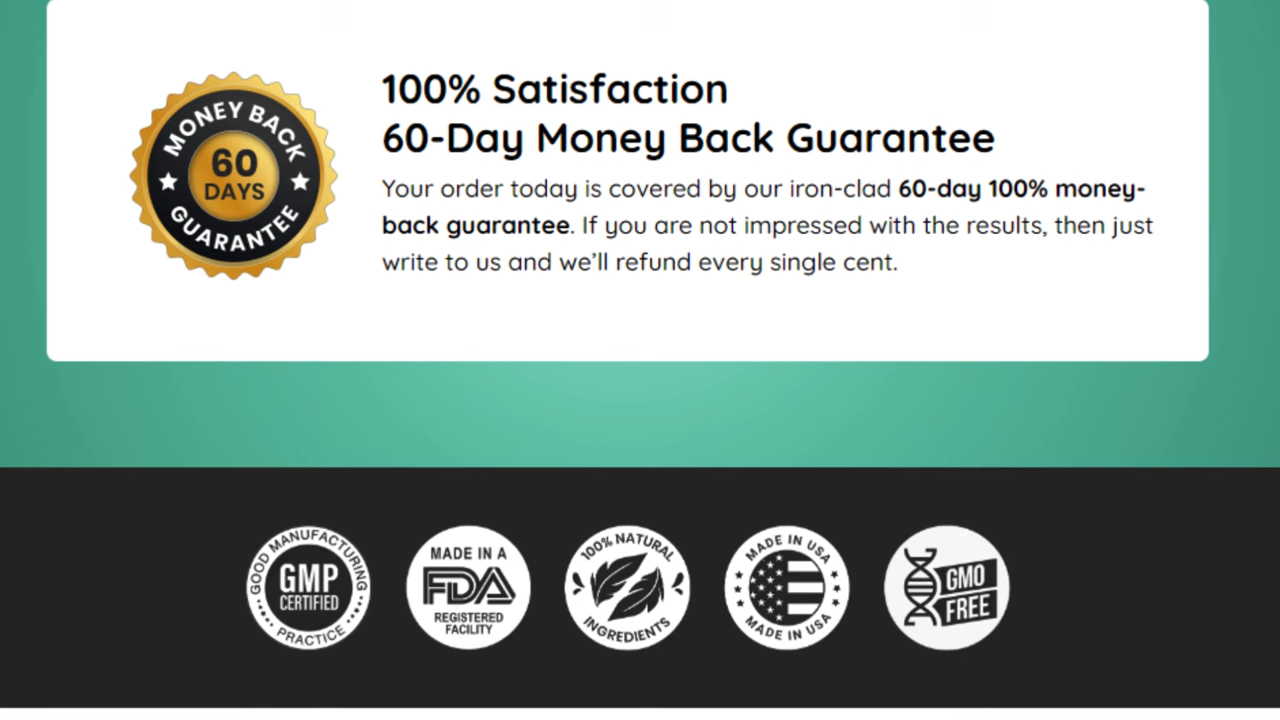 MONEY BACK
60
DAYS
GUARANTEE
100% Satisfaction
60-Day Money Back Guarantee
Your order today is covered by our iron-clad 60-day 100% money-
back guarantee. If you are not impressed with the results, then just
write to us and we’ll refund every single cent.
GOOD MANUFACTURING
GMP
CERTIFIED
PRACTICE
MADE IN A
FDA
REGISTERED
FACILITY
100% NATURAL
INGREDIENTS
MADE IN USA
MADE IN USA
GMO
FREE